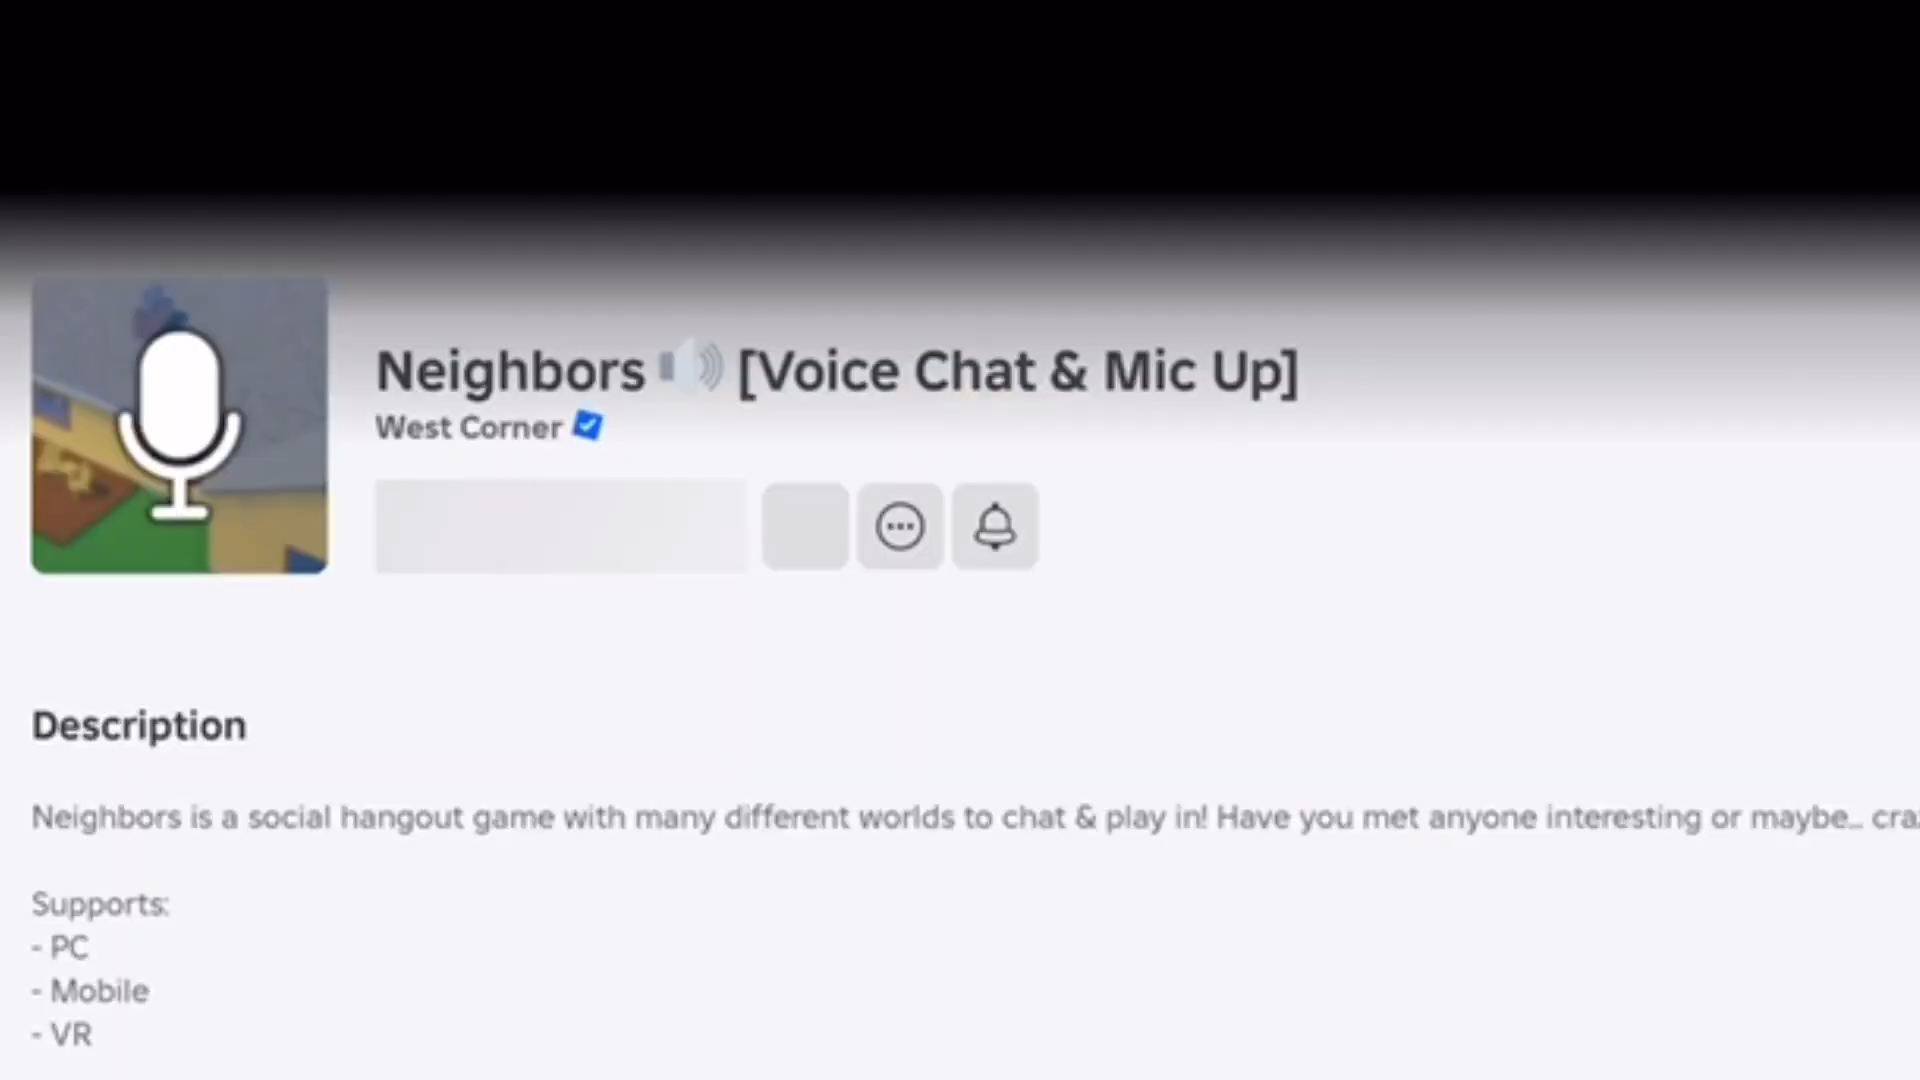 Neighbors 🔊 [Voice Chat & Mic Up]
West Corner
Description
Neighbors is a social hangout game with many different worlds to chat & play in! Have you met anyone interesting or maybe...
Supports:
- PC
- Mobile
- VR